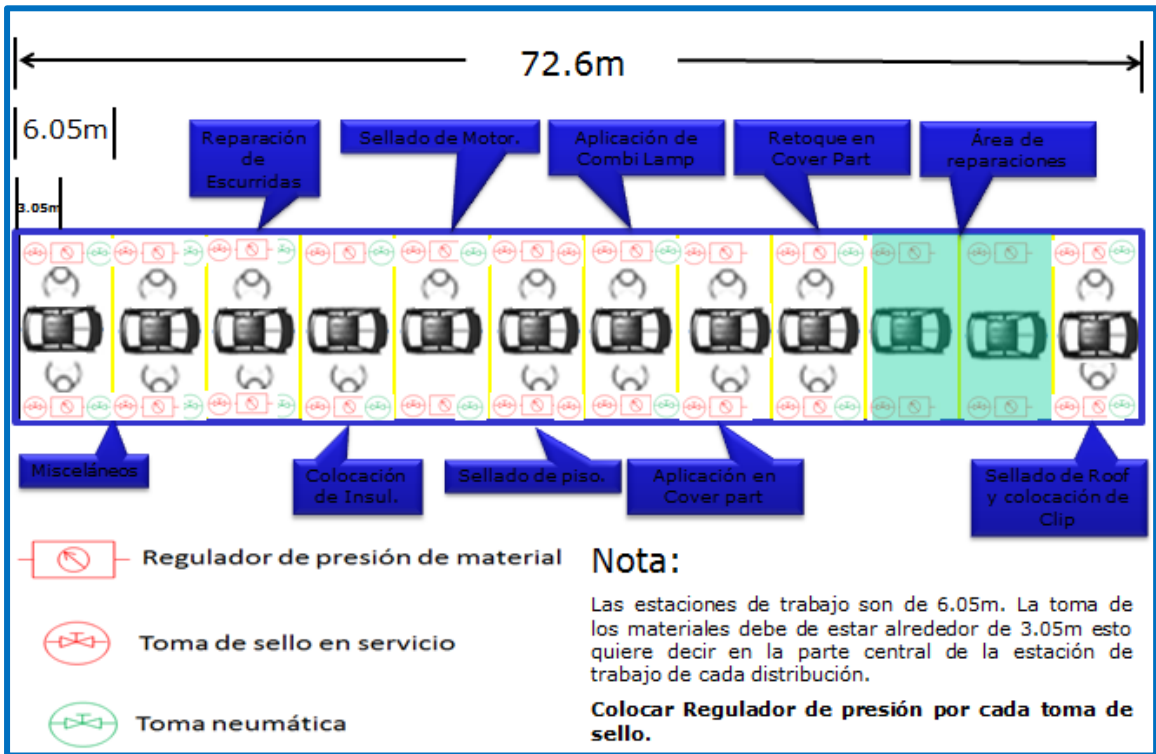 72.6m
6.05m
3.05m
Reparación
de
Escurridas
Sellado de Motor.
Aplicación de
Combi Lamp
Retoque en
Cover Part
Área de
reparaciones
Misceláneos
Colocación
de Insul.
Sellado de piso.
Aplicación en
Cover part
Sellado de Roof
y colocación de
Clip
Regulador de presión de material
Toma de sello en servicio
Toma neumática
Nota:
Las estaciones de trabajo son de 6.05m. La toma de
los materiales debe de estar alrededor de 3.05m esto
quiere decir en la parte central de la estación de
trabajo de cada distribución.
Colocar Regulador de presión por cada toma de
sello.